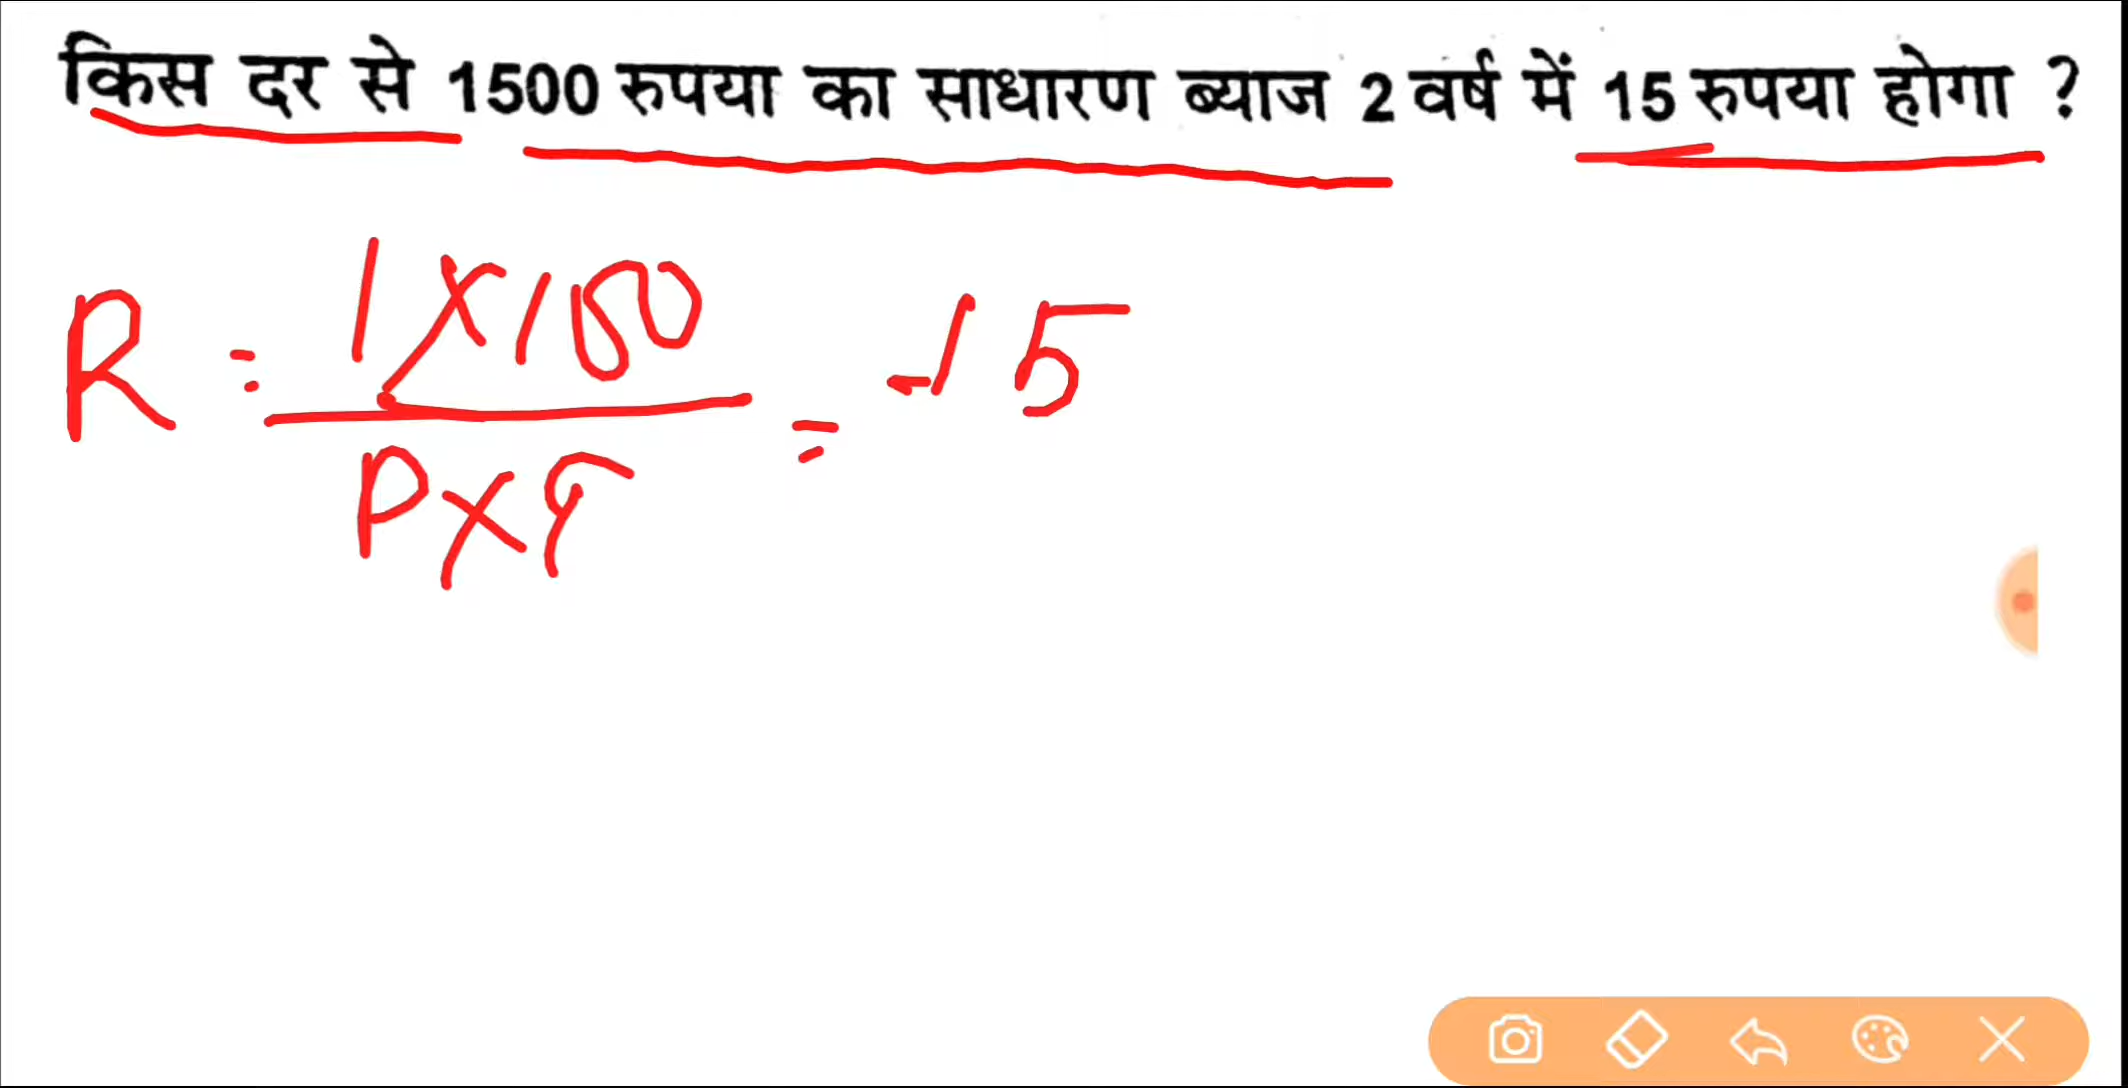 किस दर से 1500 रुपया का साधारण ब्याज 2 वर्ष में 15 रुपया होगा ?
R = I×100 = 15
P×T